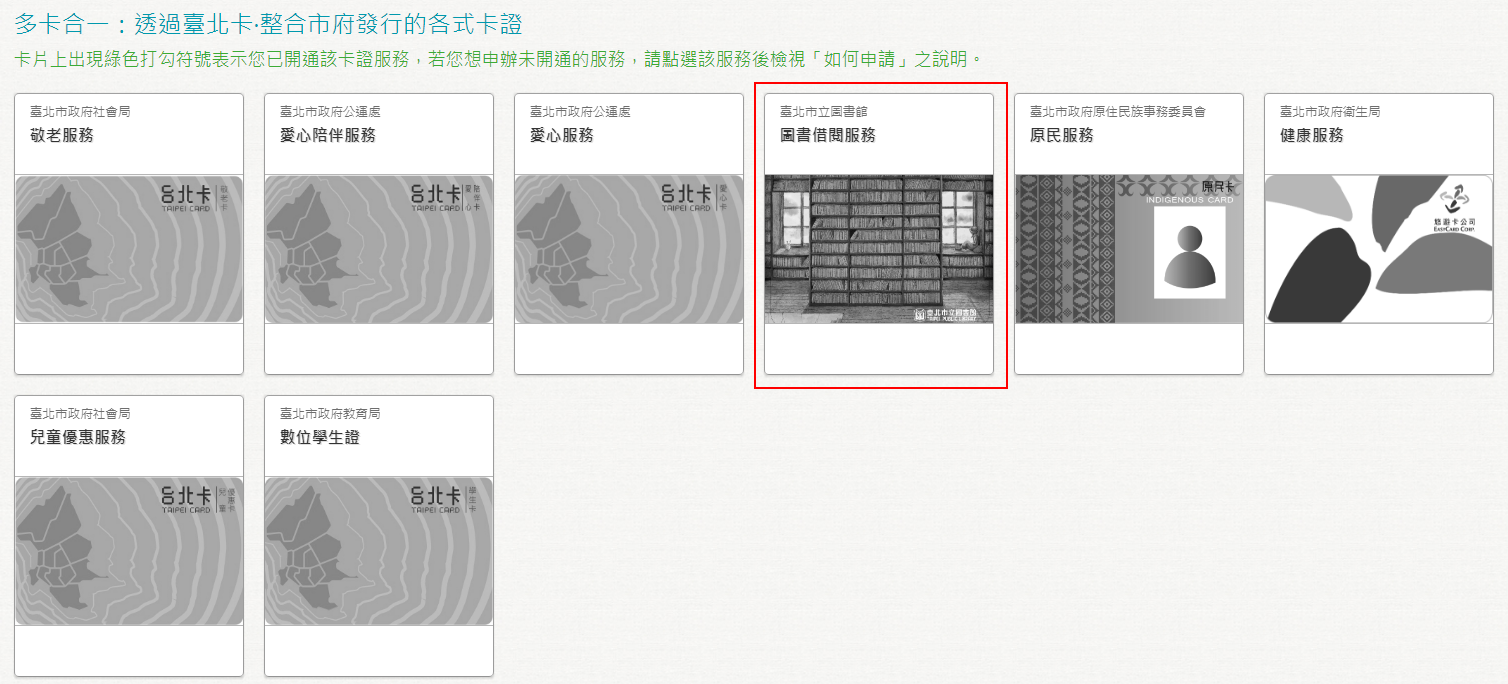 多卡合一：透過臺北卡‧整合市府發行的各式卡證
卡片上出現綠色打勾符號表示您已開通該卡證服務，若您想申辦未開通的服務，請點選該服務後檢視「如何申請」之說明。
臺北市政府社會局
敬老服務
台北卡 敬老卡
TAIPEI CARD
臺北市政府公運處
愛心陪伴服務
台北卡 愛心陪伴卡
TAIPEI CARD
臺北市政府公運處
愛心服務
台北卡 愛心卡
TAIPEI CARD
臺北市立圖書館
圖書借閱服務
臺北市立圖書館
TAIPEI PUBLIC LIBRARY
臺北市政府原住民族事務委員會
原民服務
原民卡
INDIGENOUS CARD
臺北市政府衛生局
健康服務
悠遊卡公司
EASYCARD CORP.
臺北市政府社會局
兒童優惠服務
台北卡 兒童優惠卡
TAIPEI CARD
臺北市政府教育局
數位學生證
台北卡 學生卡
TAIPEI CARD